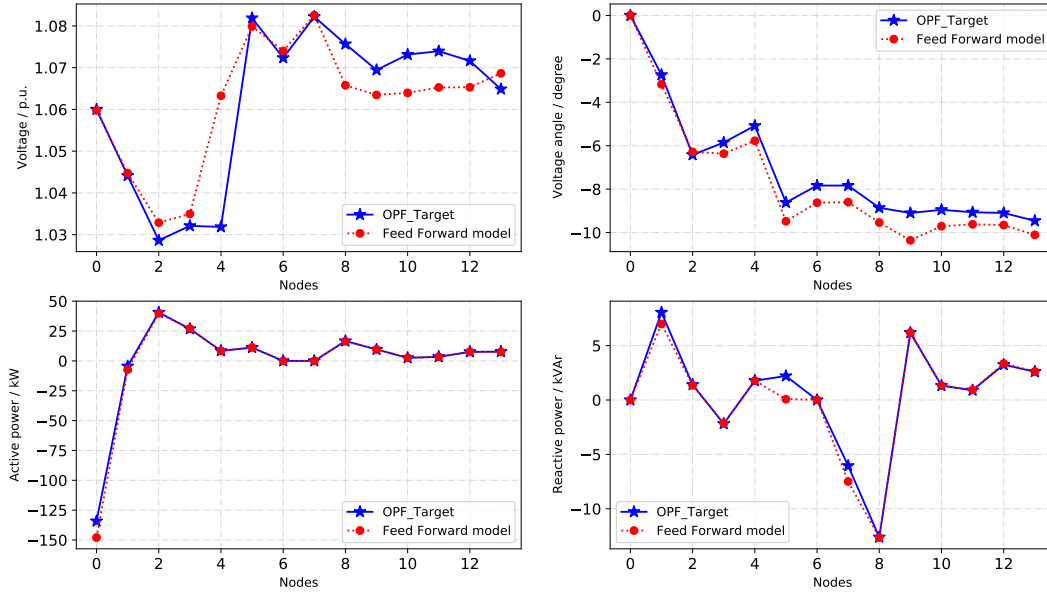 1.08
1.07
1.06
1.05
1.04
1.03
Voltage / p.u.
OPF_Target
Feed Forward model
0 2 4 6 8 10 12
Nodes
0
−2
−4
−6
−8
−10
Voltage angle / degree
OPF_Target
Feed Forward model
0 2 4 6 8 10 12
Nodes
50
25
0
−25
−50
−75
−100
−125
−150
Active power / kW
OPF_Target
Feed Forward model
0 2 4 6 8 10 12
Nodes
5
0
−5
−10
Reactive power / kVAr
OPF_Target
Feed Forward model
0 2 4 6 8 10 12
Nodes